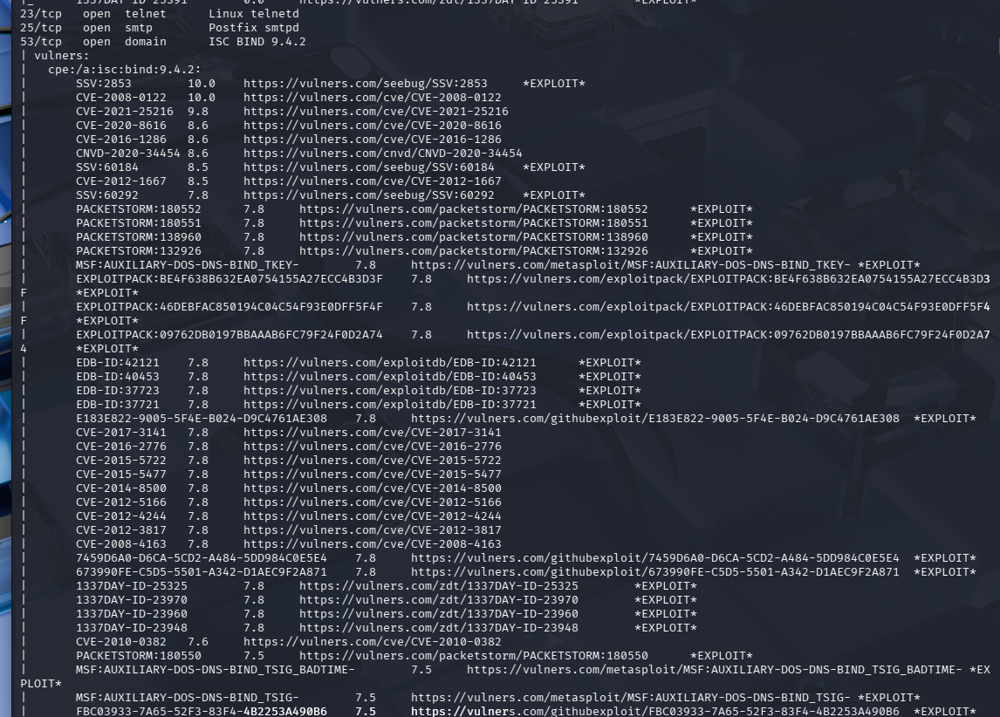 |_    1337DAY-ID-25391    0.0    https://vulners.com/zdt/1337DAY-ID-25391    *EXPLOIT*
23/tcp   open  telnet      Linux telnetd
25/tcp   open  smtp        Postfix smtpd
53/tcp   open  domain      ISC BIND 9.4.2
| vulners:
|   cpe:/a:isc:bind:9.4.2:
|       SSV:2853        10.0    https://vulners.com/seebug/SSV:2853     *EXPLOIT*
|       CVE-2008-0122   10.0    https://vulners.com/cve/CVE-2008-0122
|       CVE-2021-25216  9.8     https://vulners.com/cve/CVE-2021-25216
|       CVE-2020-8616   8.6     https://vulners.com/cve/CVE-2020-8616
|       CVE-2016-1286   8.6     https://vulners.com/cve/CVE-2016-1286
|       CNVD-2020-34454 8.6     https://vulners.com/cnvd/CNVD-2020-34454
|       SSV:60184       8.5     https://vulners.com/seebug/SSV:60184    *EXPLOIT*
|       CVE-2012-1667   8.5     https://vulners.com/cve/CVE-2012-1667
|       SSV:60292       7.8     https://vulners.com/seebug/SSV:60292    *EXPLOIT*
|       PACKETSTORM:180552      7.8     https://vulners.com/packetstorm/PACKETSTORM:180552      *EXPLOIT*
|       PACKETSTORM:180551      7.8     https://vulners.com/packetstorm/PACKETSTORM:180551      *EXPLOIT*
|       PACKETSTORM:138960      7.8     https://vulners.com/packetstorm/PACKETSTORM:138960      *EXPLOIT*
|       PACKETSTORM:132926      7.8     https://vulners.com/packetstorm/PACKETSTORM:132926      *EXPLOIT*
|       MSF:AUXILIARY-DOS-DNS-BIND_TKEY-        7.8     https://vulners.com/metasploit/MSF:AUXILIARY-DOS-DNS-BIND_TKEY- *EXPLOIT*
|       EXPLOITPACK:BE4F638B632EA0754155A27ECC4B3D3F    7.8     https://vulners.com/exploitpack/EXPLOITPACK:BE4F638B632EA0754155A27ECC4B3D3
F       *EXPLOIT*
|       EXPLOITPACK:46DEBFAC850194C04C54F93E0DFF5F4F    7.8     https://vulners.com/exploitpack/EXPLOITPACK:46DEBFAC850194C04C54F93E0DFF5F4
F       *EXPLOIT*
|       EXPLOITPACK:09762DB0197BBAAAB6FC79F24F0D2A74    7.8     https://vulners.com/exploitpack/EXPLOITPACK:09762DB0197BBAAAB6FC79F24F0D2A7
4       *EXPLOIT*
|       EDB-ID:42121    7.8     https://vulners.com/exploitdb/EDB-ID:42121      *EXPLOIT*
|       EDB-ID:40453    7.8     https://vulners.com/exploitdb/EDB-ID:40453      *EXPLOIT*
|       EDB-ID:37723    7.8     https://vulners.com/exploitdb/EDB-ID:37723      *EXPLOIT*
|       EDB-ID:37721    7.8     https://vulners.com/exploitdb/EDB-ID:37721      *EXPLOIT*
|       E183E822-9005-5F4E-B024-D9C4761AE308    7.8     https://vulners.com/githubexploit/E183E822-9005-5F4E-B024-D9C4761AE308  *EXPLOIT*
|       CVE-2017-3141   7.8     https://vulners.com/cve/CVE-2017-3141
|       CVE-2016-2776   7.8     https://vulners.com/cve/CVE-2016-2776
|       CVE-2015-5722   7.8     https://vulners.com/cve/CVE-2015-5722
|       CVE-2015-5477   7.8     https://vulners.com/cve/CVE-2015-5477
|       CVE-2014-8500   7.8     https://vulners.com/cve/CVE-2014-8500
|       CVE-2012-5166   7.8     https://vulners.com/cve/CVE-2012-5166
|       CVE-2012-4244   7.8     https://vulners.com/cve/CVE-2012-4244
|       CVE-2012-3817   7.8     https://vulners.com/cve/CVE-2012-3817
|       CVE-2008-4163   7.8     https://vulners.com/cve/CVE-2008-4163
|       7459D6A0-D6CA-5CD2-A484-5DD984C0E5E4    7.8     https://vulners.com/githubexploit/7459D6A0-D6CA-5CD2-A484-5DD984C0E5E4  *EXPLOIT*
|       673990FE-C5D5-5501-A342-D1AEC9F2A871    7.8     https://vulners.com/githubexploit/673990FE-C5D5-5501-A342-D1AEC9F2A871  *EXPLOIT*
|       1337DAY-ID-25325        7.8     https://vulners.com/zdt/1337DAY-ID-25325        *EXPLOIT*
|       1337DAY-ID-23970        7.8     https://vulners.com/zdt/1337DAY-ID-23970        *EXPLOIT*
|       1337DAY-ID-23960        7.8     https://vulners.com/zdt/1337DAY-ID-23960        *EXPLOIT*
|       1337DAY-ID-23948        7.8     https://vulners.com/zdt/1337DAY-ID-23948        *EXPLOIT*
|       CVE-2010-0382   7.6     https://vulners.com/cve/CVE-2010-0382
|       PACKETSTORM:180550      7.5     https://vulners.com/packetstorm/PACKETSTORM:180550      *EXPLOIT*
|       MSF:AUXILIARY-DOS-DNS-BIND_TSIG_BADTIME-        7.5     https://vulners.com/metasploit/MSF:AUXILIARY-DOS-DNS-BIND_TSIG_BADTIME- *EX
PLOIT*
|       MSF:AUXILIARY-DOS-DNS-BIND_TSIG-        7.5     https://vulners.com/metasploit/MSF:AUXILIARY-DOS-DNS-BIND_TSIG- *EXPLOIT*
|       FBC03933-7A65-52F3-83F4-4B2253A490B6    7.5     https://vulners.com/githubexploit/FBC03933-7A65-52F3-83F4-4B2253A490B6  *EXPLOIT*